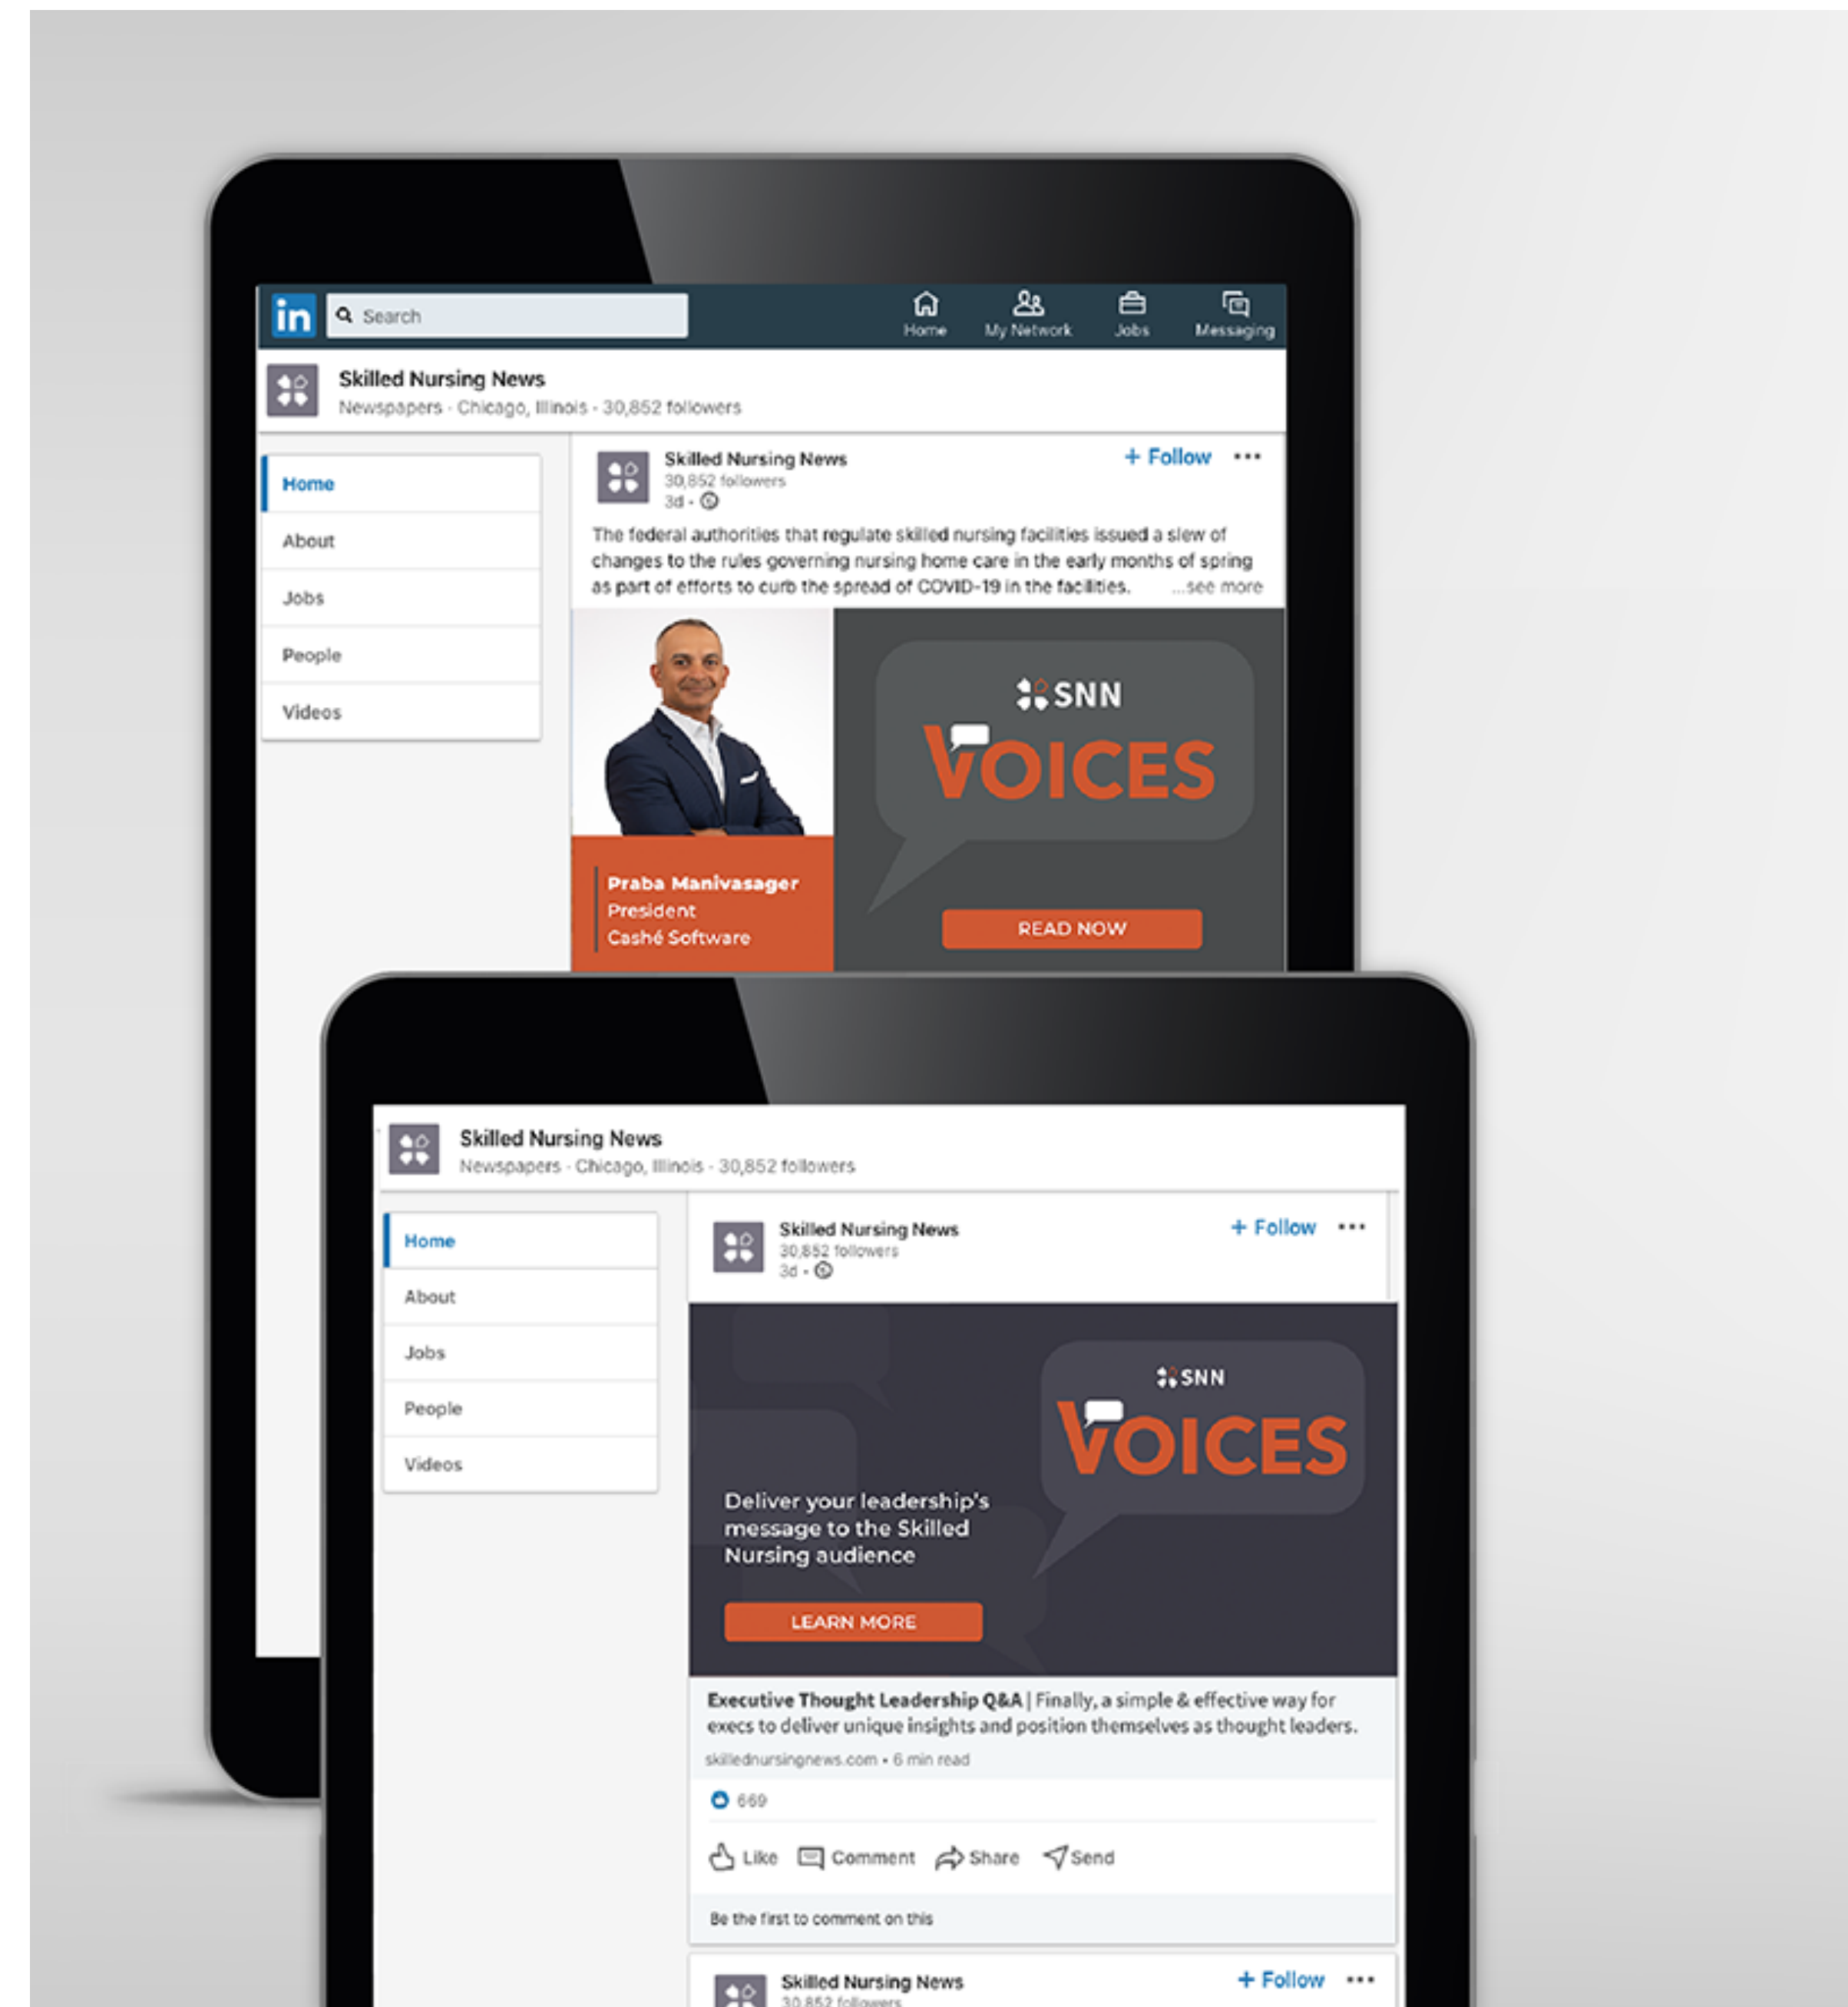 in
Search
Home
My Network
Jobs
Messaging
Skilled Nursing News
Newspapers · Chicago, Illinois · 30,852 followers
Home
About
Jobs
People
Videos
Skilled Nursing News
30,852 followers
3d •
+ Follow •••
The federal authorities that regulate skilled nursing facilities issued a slew of
changes to the rules governing nursing home care in the early months of spring
as part of efforts to curb the spread of COVID-19 in the facilities. ...see more
SNN
VOICES
Praba Manivasager
President
Cashé Software
READ NOW
Skilled Nursing News
Newspapers · Chicago, Illinois · 30,852 followers
Home
About
Jobs
People
Videos
Skilled Nursing News
30,852 followers
3d •
+ Follow •••
SNN
VOICES
Deliver your leadership's
message to the Skilled
Nursing audience
LEARN MORE
Executive Thought Leadership Q&A | Finally, a simple & effective way for
execs to deliver unique insights and position themselves as thought leaders.
skillednursingnews.com • 6 min read
669
Like
Comment
Share
Send
Be the first to comment on this
Skilled Nursing News
30,852 followers
+ Follow •••